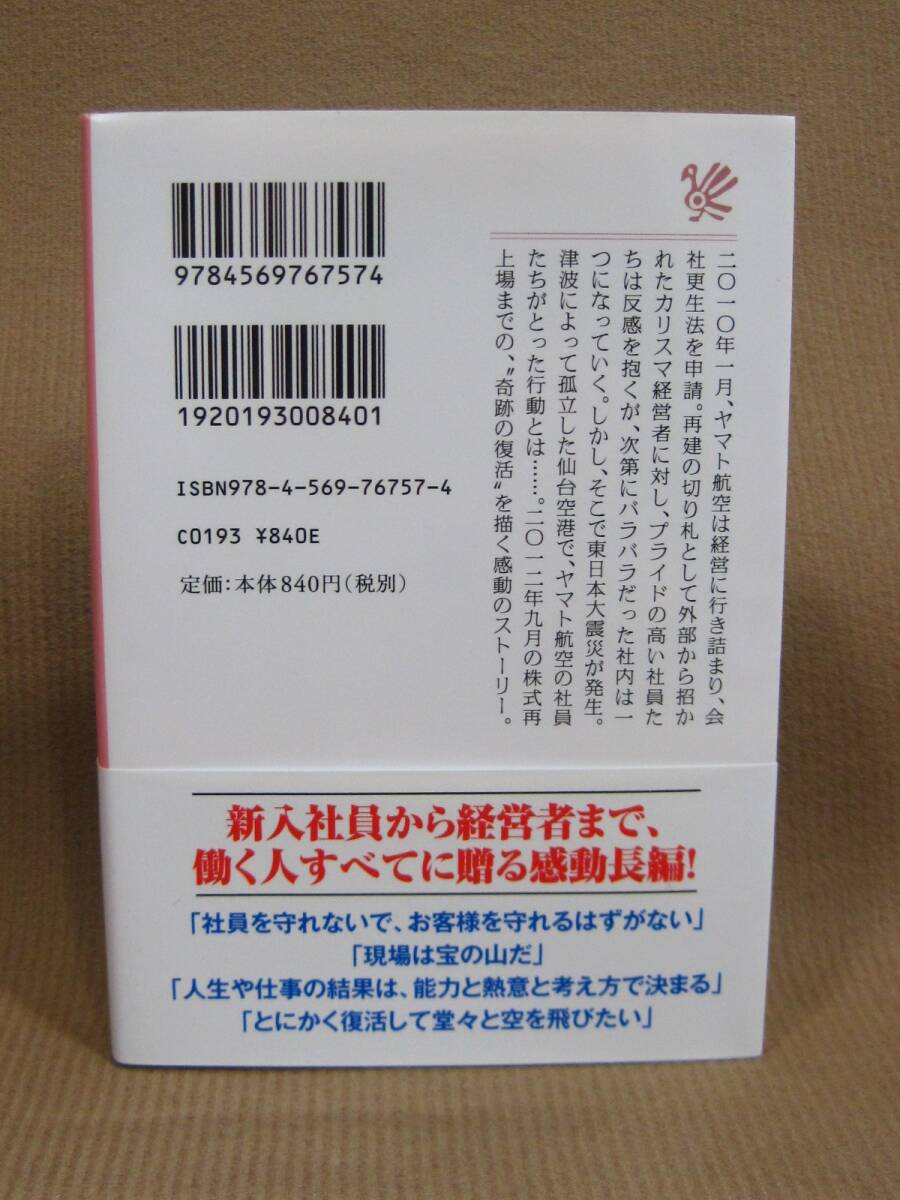 9784569767574
1920193008401
ISBN978-4-569-76757-4
C0193 ¥840E
定価：本体840円（税別）
二〇一〇年一月、ヤマト航空は経営に行き詰まり、会
社更生法を申請。再建の切り札として外部から招か
れたカリスマ経営者に対し、プライドの高い社員た
ちは反感を抱くが、次第にバラバラだった社内は一
つになっていく。しかし、そこで東日本大震災が発生。
津波によって孤立した仙台空港で、ヤマト航空の社員
たちがとった行動とは……。二〇一二年九月の株式再
上場までの、〝奇跡の復活〟を描く感動のストーリー。
新入社員から経営者まで、
働く人すべてに贈る感動長編！
「社員を守れないで、お客様を守れるはずがない」
「現場は宝の山だ」
「人生や仕事の結果は、能力と熱意と考え方で決まる」
「とにかく復活して堂々と空を飛びたい」